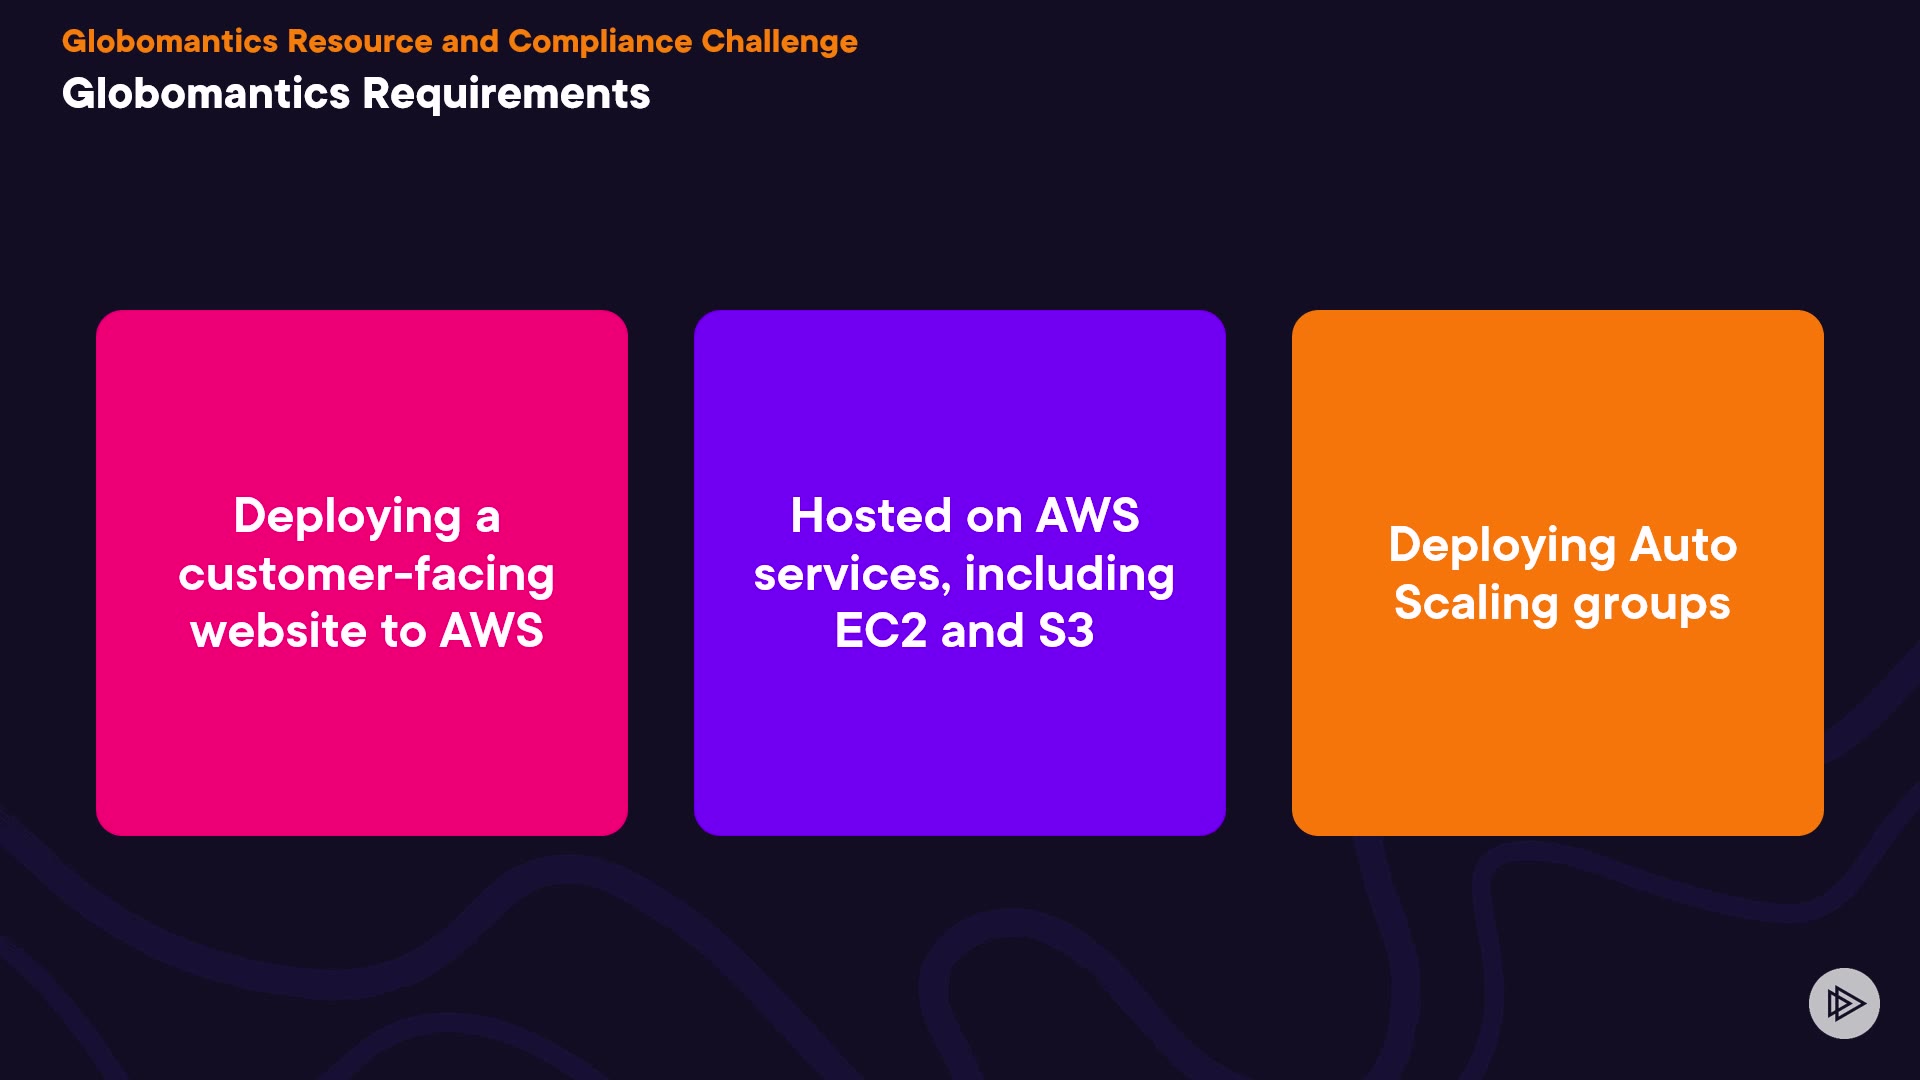 Globomantics Resource and Compliance Challenge
Globomantics Requirements
Deploying a
customer-facing
website to AWS
Hosted on AWS
services, including
EC2 and S3
Deploying Auto
Scaling groups